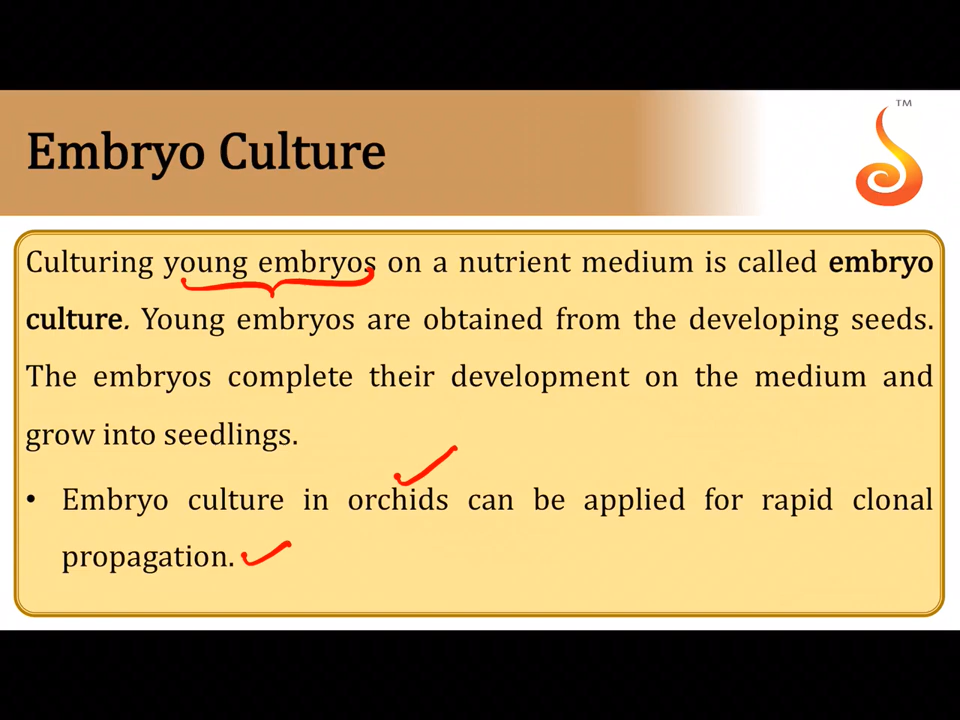 TM
Embryo Culture
Culturing young embryos on a nutrient medium is called embryo
culture. Young embryos are obtained from the developing seeds.
The embryos complete their development on the medium and
grow into seedlings.
• Embryo culture in orchids can be applied for rapid clonal
propagation.